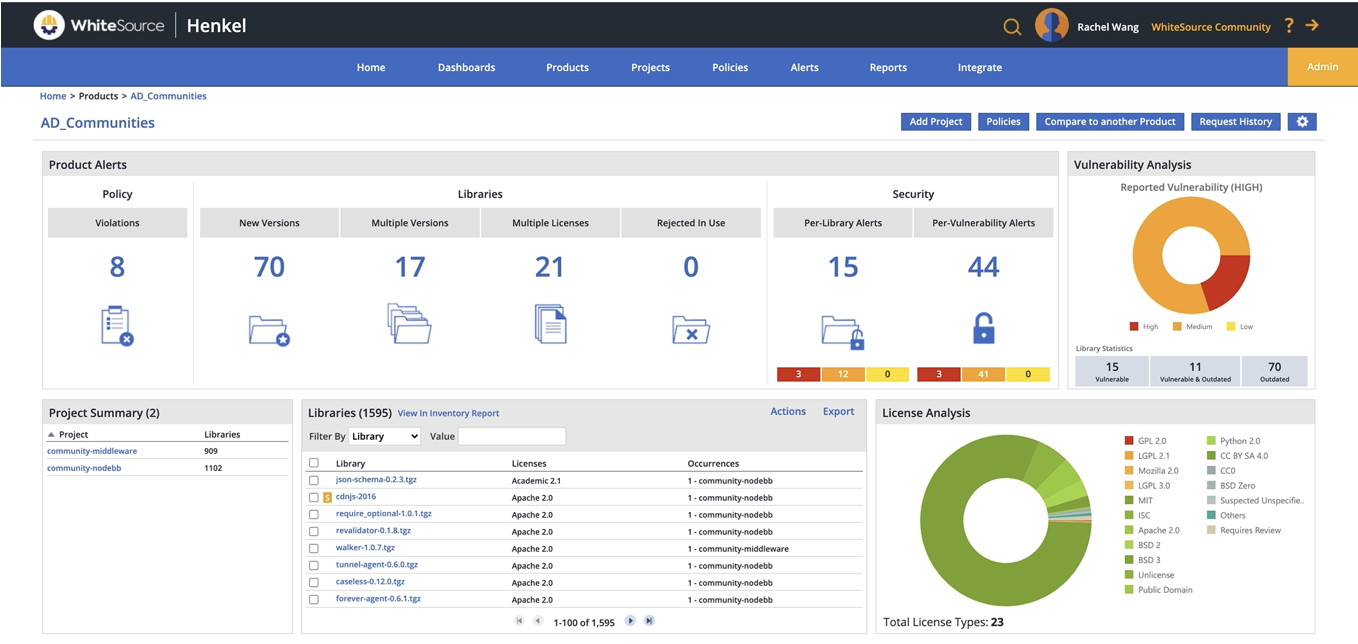 WhiteSource Henkel
Rachel Wang WhiteSource Community ?
Home Dashboards Products Projects Policies Alerts Reports Integrate Admin
Home > Products > AD_Communities
AD_Communities
Add Project Policies Compare to another Product Request History
Product Alerts
Policy Libraries Security
Violations New Versions Multiple Versions Multiple Licenses Rejected In Use Per-Library Alerts Per-Vulnerability Alerts
8 70 17 21 0 15 44
3 12 0 3 41 0
Vulnerability Analysis
Reported Vulnerability (HIGH)
High Medium Low
Library Statistics
15 11 70
Vulnerable Vulnerable & Outdated Outdated
Project Summary (2)
Project Libraries
community-middleware 909
community-nodebb 1102
Libraries (1595) View In Inventory Report Actions Export
Filter By Library Value
Library Licenses Occurrences
json-schema-0.2.3.tgz Academic 2.1 1 - community-nodebb
S cdnjs-2016 Apache 2.0 1 - community-nodebb
require_optional-1.0.1.tgz Apache 2.0 1 - community-nodebb
revalidator-0.1.8.tgz Apache 2.0 1 - community-nodebb
walker-1.0.7.tgz Apache 2.0 1 - community-middleware
tunnel-agent-0.6.0.tgz Apache 2.0 1 - community-nodebb
caseless-0.12.0.tgz Apache 2.0 1 - community-nodebb
forever-agent-0.6.1.tgz Apache 2.0 1 - community-nodebb
1-100 of 1,595
License Analysis
GPL 2.0 Python 2.0
LGPL 2.1 CC BY SA 4.0
Mozilla 2.0 CC0
LGPL 3.0 BSD Zero
MIT Suspected Unspecifie..
ISC Others
Apache 2.0 Requires Review
BSD 2
BSD 3
Unlicense
Public Domain
Total License Types: 23